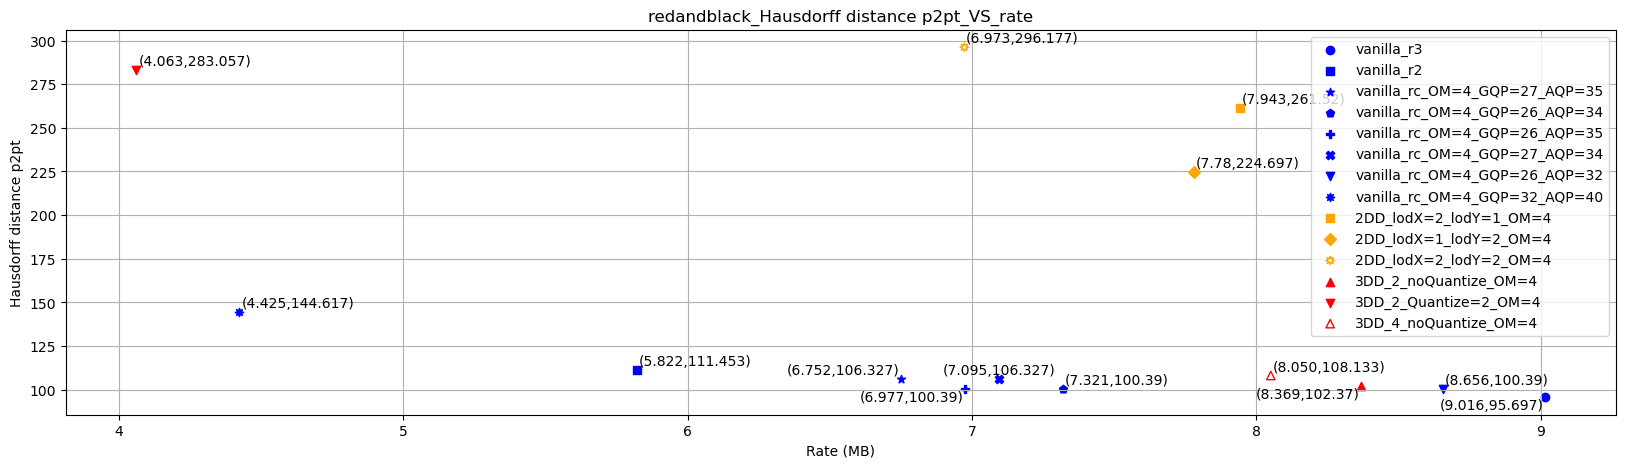 redandblack_Hausdorff distance p2pt_VS_rate
Hausdorff distance p2pt
300
275
250
225
200
175
150
125
100
(4.063,283.057)
(6.973,296.177)
(7.943,261.52)
(7.78,224.697)
(4.425,144.617)
(5.822,111.453)
(6.752,106.327)
(7.095,106.327)
(6.977,100.39)
(7.321,100.39)
(8.050,108.133)
(8.369,102.37)
(8.656,100.39)
(9.016,95.697)
vanilla_r3
vanilla_r2
vanilla_rc_OM=4_GQP=27_AQP=35
vanilla_rc_OM=4_GQP=26_AQP=34
vanilla_rc_OM=4_GQP=26_AQP=35
vanilla_rc_OM=4_GQP=27_AQP=34
vanilla_rc_OM=4_GQP=26_AQP=32
vanilla_rc_OM=4_GQP=32_AQP=40
2DD_lodX=2_lodY=1_OM=4
2DD_lodX=1_lodY=2_OM=4
2DD_lodX=2_lodY=2_OM=4
3DD_2_noQuantize_OM=4
3DD_2_Quantize=2_OM=4
3DD_4_noQuantize_OM=4
4
5
6
7
8
9
Rate (MB)